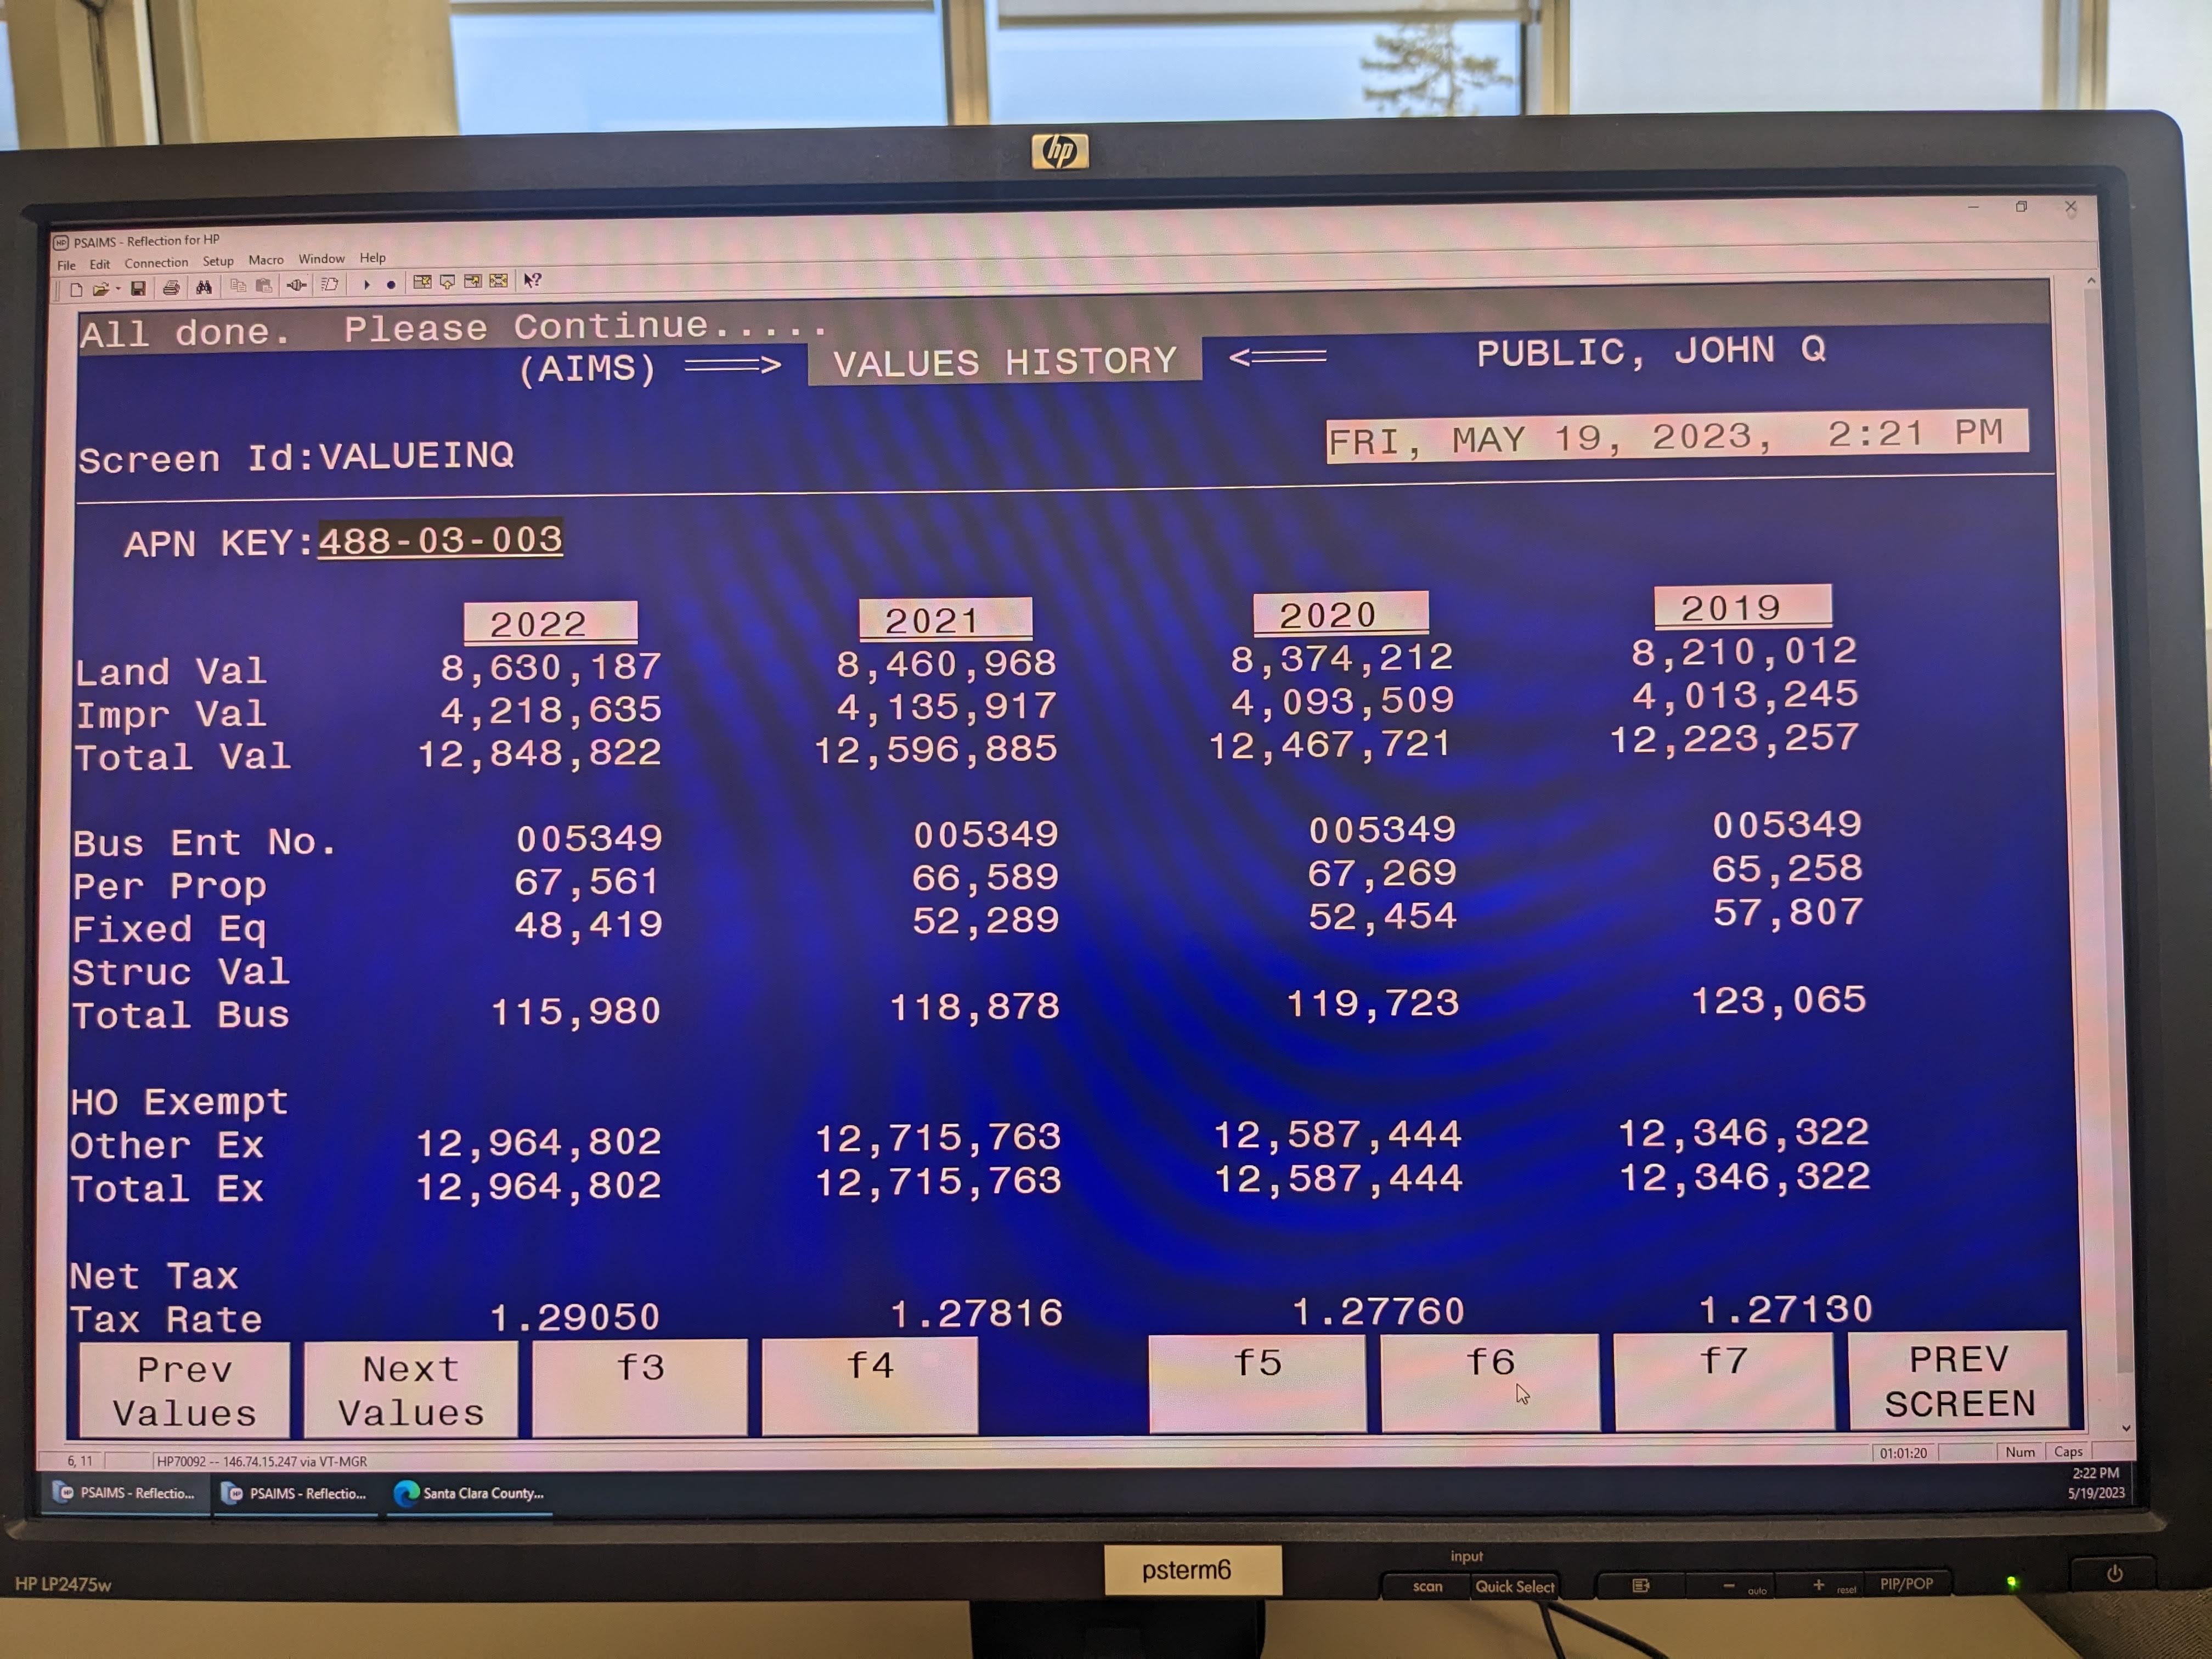 hp
PSAIMS - Reflection for HP
File Edit Connection Setup Macro Window Help
All done. Please Continue.....
(AIMS) ===> VALUES HISTORY <=== PUBLIC, JOHN Q
Screen Id:VALUEINQ FRI, MAY 19, 2023, 2:21 PM
APN KEY:488-03-003
2022 2021 2020 2019
Land Val 8,630,187 8,460,968 8,374,212 8,210,012
Impr Val 4,218,635 4,135,917 4,093,509 4,013,245
Total Val 12,848,822 12,596,885 12,467,721 12,223,257
Bus Ent No. 005349 005349 005349 005349
Per Prop 67,561 66,589 67,269 65,258
Fixed Eq 48,419 52,289 52,454 57,807
Struc Val
Total Bus 115,980 118,878 119,723 123,065
HO Exempt
Other Ex 12,964,802 12,715,763 12,587,444 12,346,322
Total Ex 12,964,802 12,715,763 12,587,444 12,346,322
Net Tax
Tax Rate 1.29050 1.27816 1.27760 1.27130
Prev Next f3 f4 f5 f6 f7 PREV
Values Values SCREEN
6, 11 HP70092 -- 146.74.15.247 via VT-MGR 01:01:20 Num Caps
PSAIMS - Reflectio... PSAIMS - Reflectio... Santa Clara County... 2:22 PM
5/19/2023
HP LP2475w
psterm6
input
scan Quick Select - auto + reset PIP/POP